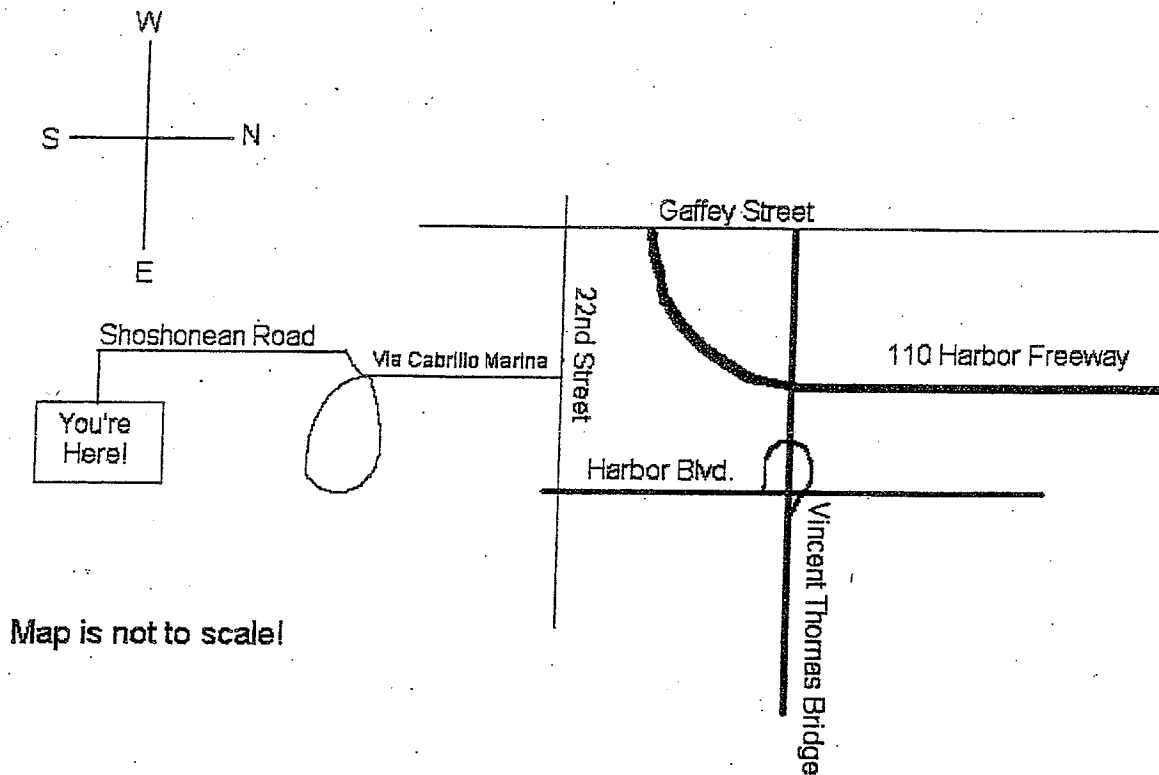 W
S
N
E
Gaffey Street
22nd Street
Shoshonean Road
Via Cabrillo Marina
110 Harbor Freeway
You're
Here!
Harbor Blvd.
Vincent Thomas Bridge
Map is not to scale!